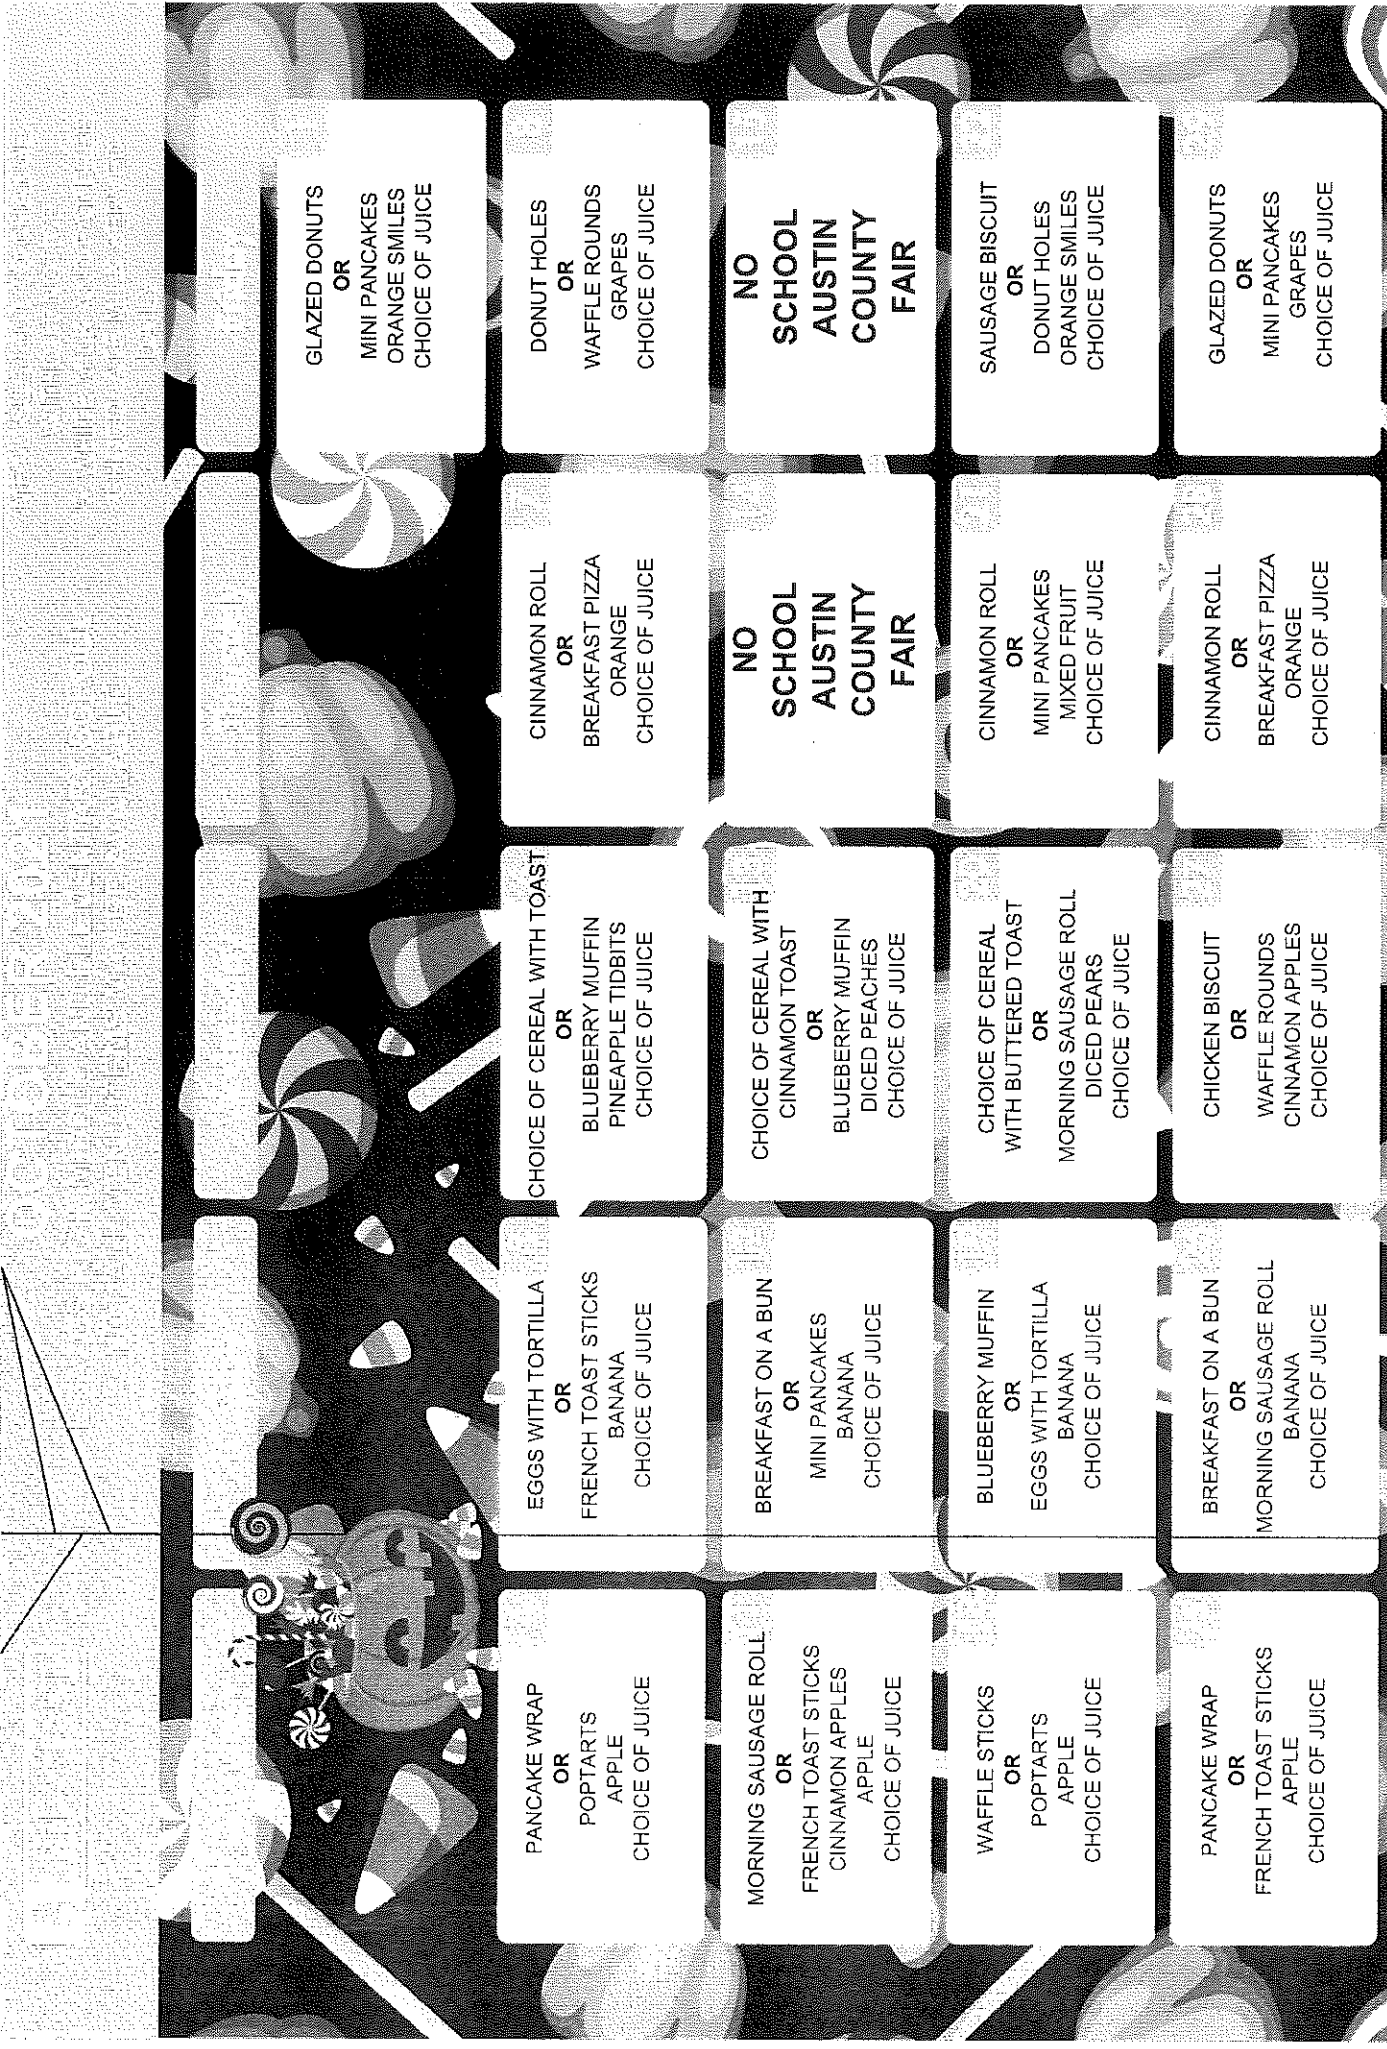 OCTOBER
GLAZED DONUTS
OR
MINI PANCAKES
ORANGE SMILES
CHOICE OF JUICE
PANCAKE WRAP
OR
POPTARTS
APPLE
CHOICE OF JUICE
EGGS WITH TORTILLA
OR
FRENCH TOAST STICKS
BANANA
CHOICE OF JUICE
CHOICE OF CEREAL WITH TOAST
OR
BLUEBERRY MUFFIN
PINEAPPLE TIDBITS
CHOICE OF JUICE
CINNAMON ROLL
OR
BREAKFAST PIZZA
ORANGE
CHOICE OF JUICE
DONUT HOLES
OR
WAFFLE ROUNDS
GRAPES
CHOICE OF JUICE
MORNING SAUSAGE ROLL
OR
FRENCH TOAST STICKS
CINNAMON APPLES
APPLE
CHOICE OF JUICE
BREAKFAST ON A BUN
OR
MINI PANCAKES
BANANA
CHOICE OF JUICE
CHOICE OF CEREAL WITH
CINNAMON TOAST
OR
BLUEBERRY MUFFIN
DICED PEACHES
CHOICE OF JUICE
NO
SCHOOL
AUSTIN
COUNTY
FAIR
NO
SCHOOL
AUSTIN
COUNTY
FAIR
WAFFLE STICKS
OR
POPTARTS
APPLE
CHOICE OF JUICE
BLUEBERRY MUFFIN
OR
EGGS WITH TORTILLA
BANANA
CHOICE OF JUICE
CHOICE OF CEREAL
WITH BUTTERED TOAST
OR
MORNING SAUSAGE ROLL
DICED PEARS
CHOICE OF JUICE
CINNAMON ROLL
OR
MINI PANCAKES
MIXED FRUIT
CHOICE OF JUICE
SAUSAGE BISCUIT
OR
DONUT HOLES
ORANGE SMILES
CHOICE OF JUICE
PANCAKE WRAP
OR
FRENCH TOAST STICKS
APPLE
CHOICE OF JUICE
BREAKFAST ON A BUN
OR
MORNING SAUSAGE ROLL
BANANA
CHOICE OF JUICE
CHICKEN BISCUIT
OR
WAFFLE ROUNDS
CINNAMON APPLES
CHOICE OF JUICE
CINNAMON ROLL
OR
BREAKFAST PIZZA
ORANGE
CHOICE OF JUICE
GLAZED DONUTS
OR
MINI PANCAKES
GRAPES
CHOICE OF JUICE